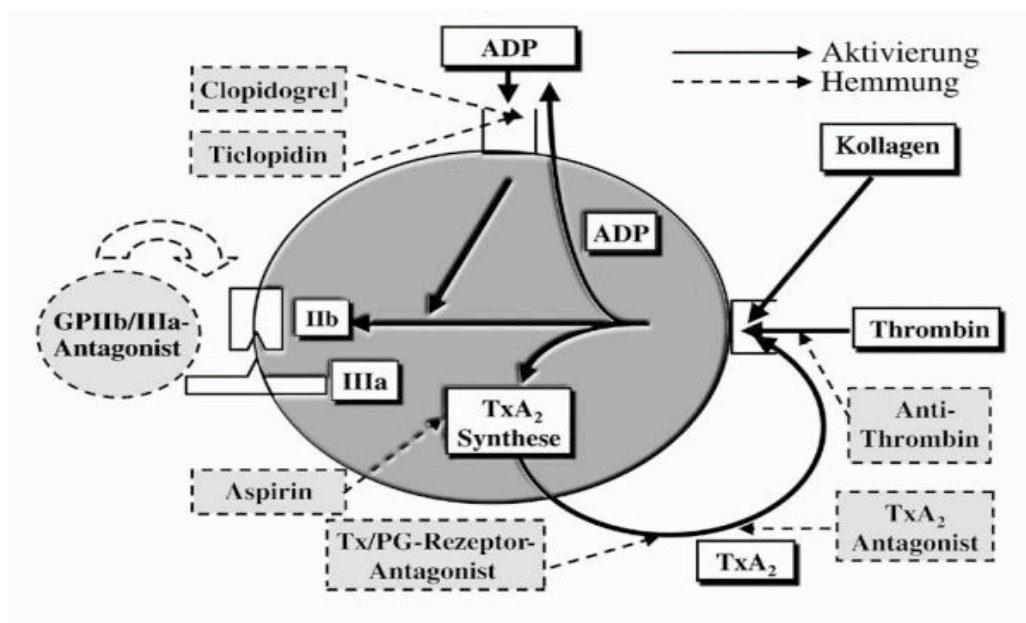 ADP
Aktivierung
Hemmung
Clopidogrel
Ticlopidin
Kollagen
ADP
GPIIb/IIIa-
Antagonist
IIb
IIIa
Thrombin
TxA₂
Synthese
Anti-
Thrombin
Aspirin
Tx/PG-Rezeptor-
Antagonist
TxA₂
TxA₂
Antagonist